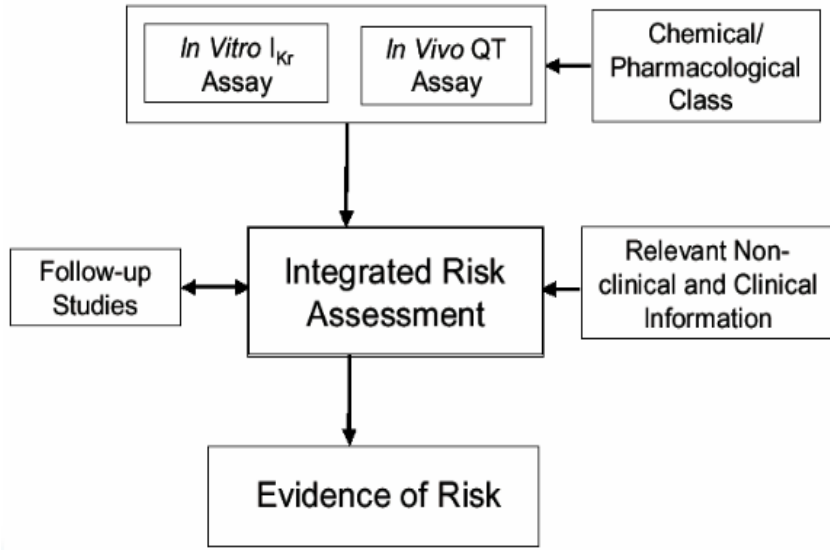 In Vitro IKr
Assay
In Vivo QT
Assay
Chemical/
Pharmacological
Class
Follow-up
Studies
Integrated Risk
Assessment
Relevant Non-
clinical and Clinical
Information
Evidence of Risk